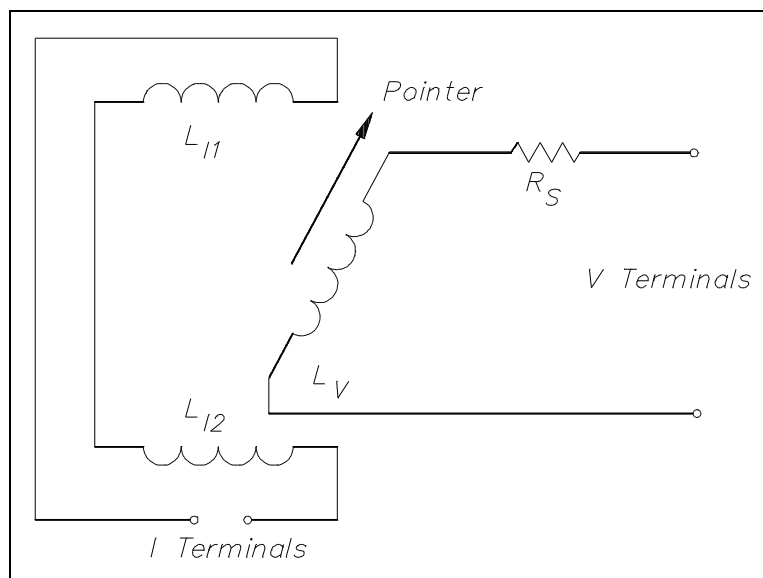 Pointer
L_I1
R_S
V Terminals
L_V
L_I2
I Terminals